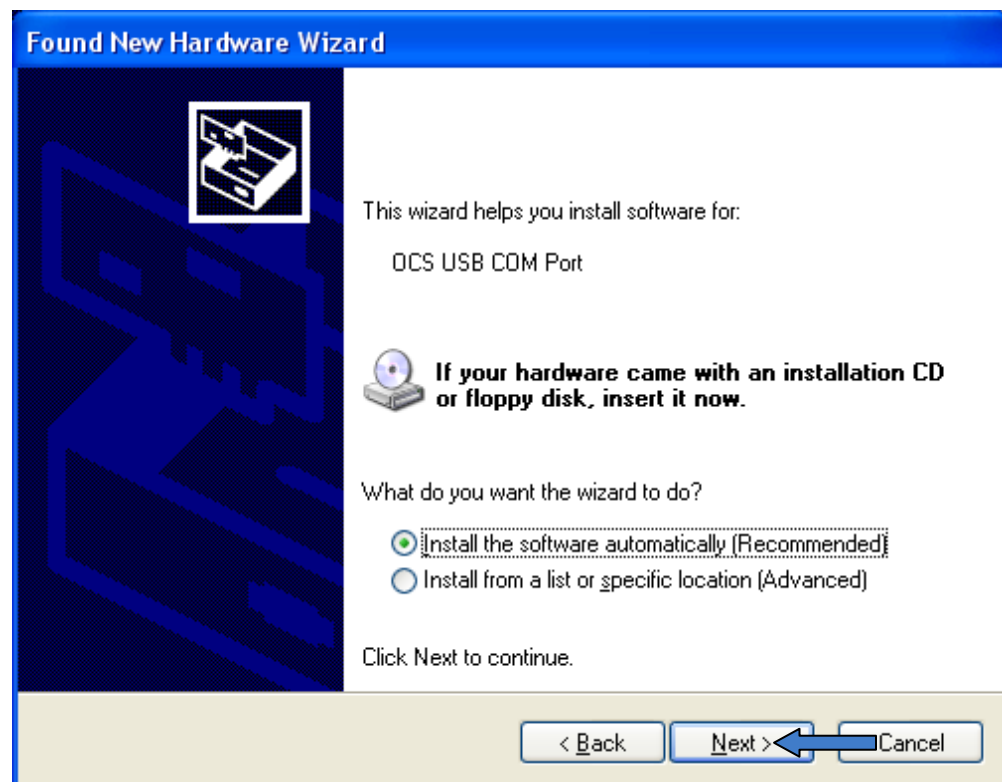 Found New Hardware Wizard
This wizard helps you install software for:
OCS USB COM Port
If your hardware came with an installation CD
or floppy disk, insert it now.
What do you want the wizard to do?
Install the software automatically (Recommended)
Install from a list or specific location (Advanced)
Click Next to continue.
< Back
Next >
Cancel